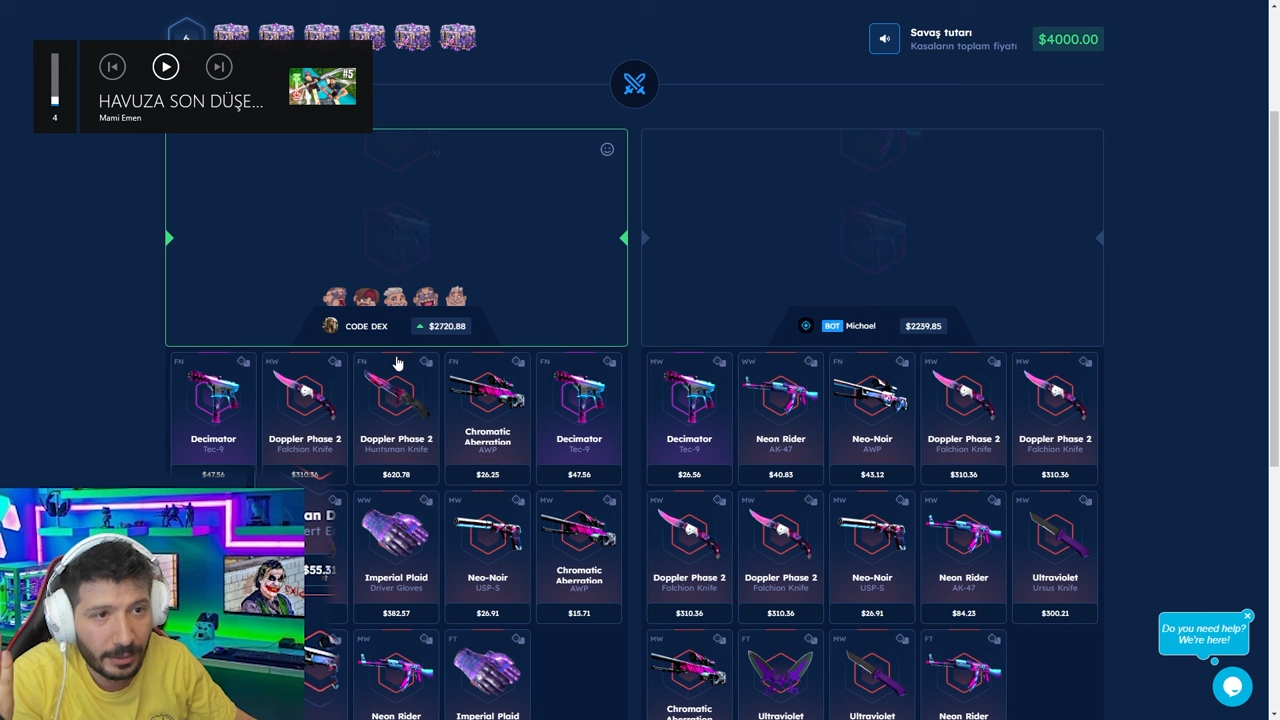 6
Savaş tutarı
Kasaların toplam fiyatı
$4000.00
HAVUZA SON DÜŞE...
Mami Emen
4
#5
CODE DEX
$2720.88
BOT Michael
$2239.85
FN
Decimator
Tec-9
$47.56
MW
Doppler Phase 2
Falchion Knife
$310.36
FN
Doppler Phase 2
Huntsman Knife
$620.78
FN
Chromatic
Aberration
AWP
$26.25
FN
Decimator
Tec-9
$47.56
MW
Decimator
Tec-9
$26.56
WW
Neon Rider
AK-47
$40.83
FN
Neo-Noir
AWP
$43.12
MW
Doppler Phase 2
Falchion Knife
$310.36
MW
Doppler Phase 2
Falchion Knife
$310.36
$55.31
WW
Imperial Plaid
Driver Gloves
$382.57
MW
Neo-Noir
USP-S
$26.91
MW
Chromatic
Aberration
AWP
$15.71
MW
Doppler Phase 2
Falchion Knife
$310.36
MW
Doppler Phase 2
Falchion Knife
$310.36
MW
Neo-Noir
USP-S
$26.91
MW
Neon Rider
AK-47
$84.23
MW
Ultraviolet
Ursus Knife
$300.21
MW
Neon Rider
FT
Imperial Plaid
MW
Chromatic
FT
Ultraviolet
MW
Ultraviolet
FT
Neon Rider
Do you need help?
We're here!